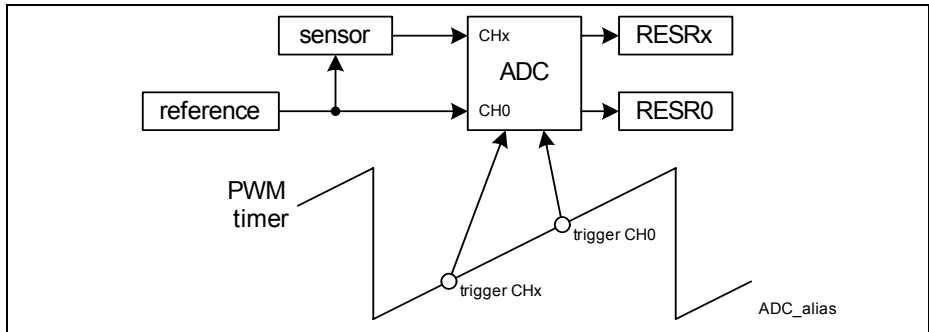 sensor
CHx
RESRx
ADC
reference
CH0
RESR0
PWM
timer
trigger CH0
trigger CHx
ADC_alias